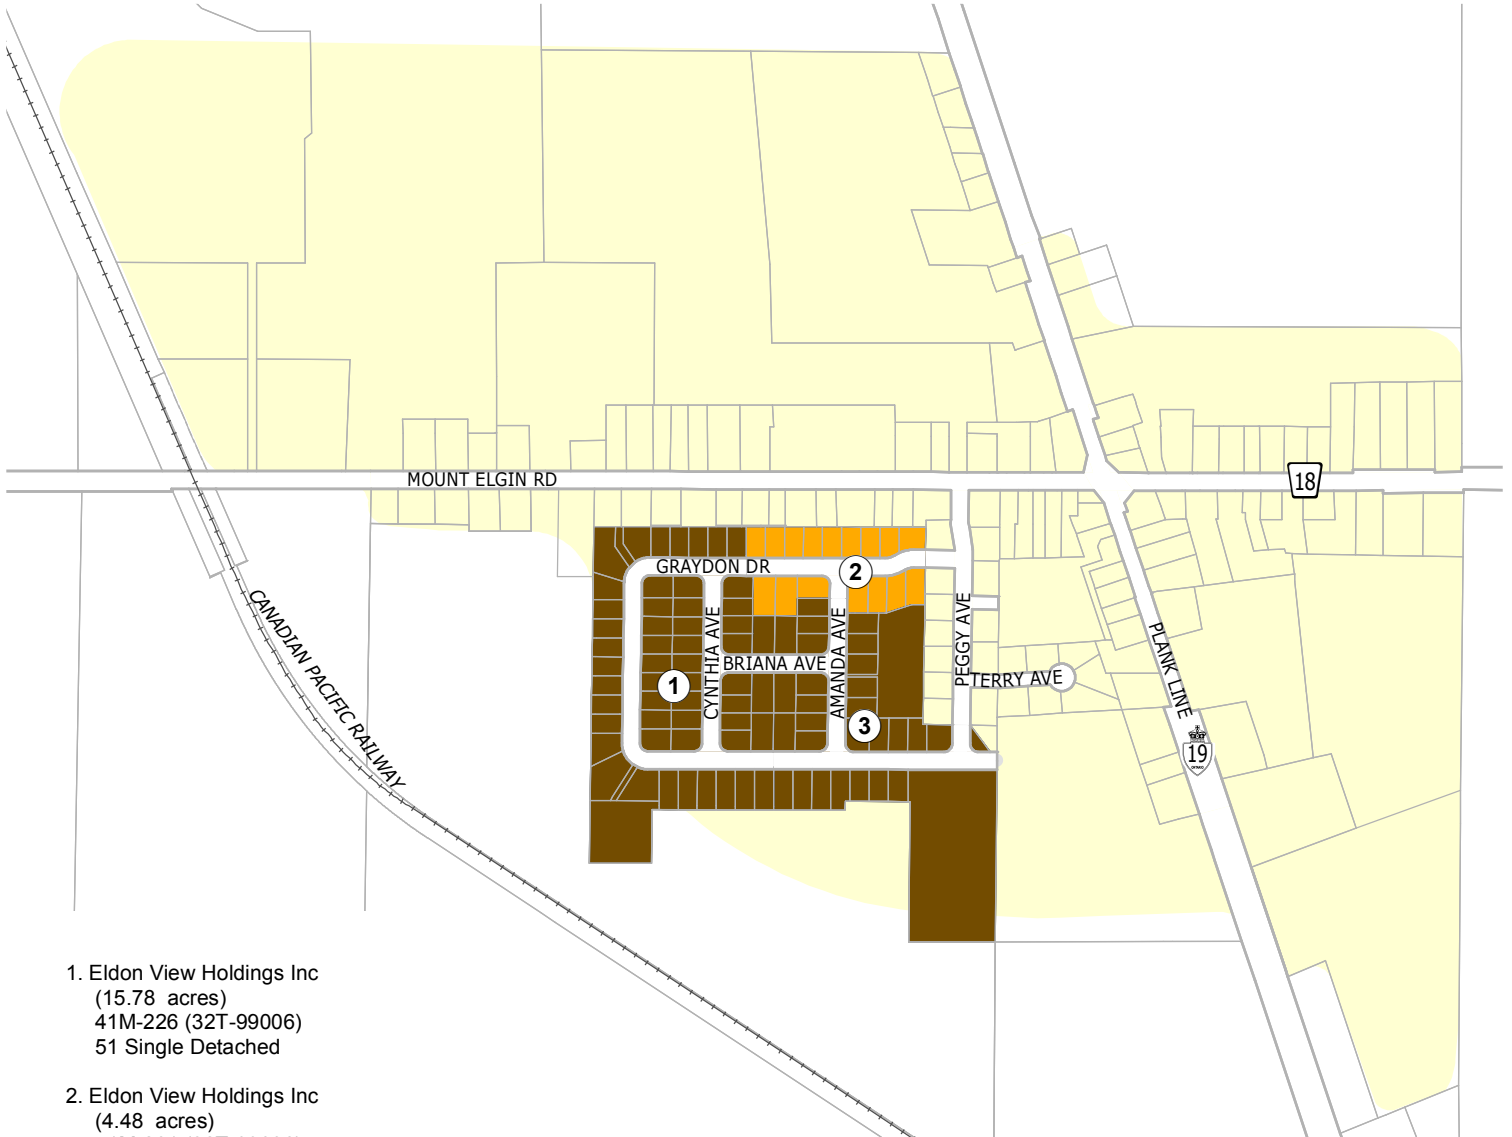 MOUNT ELGIN RD
18
GRAYDON DR
2
CANADIAN PACIFIC RAILWAY
CYNTHIA AVE
BRIANA AVE
AMANDA AVE
PEGGY AVE
TERRY AVE
PLANK LINE
1
3
19
ONTARIO
1. Eldon View Holdings Inc
(15.78 acres)
41M-226 (32T-99006)
51 Single Detached
2. Eldon View Holdings Inc
(4.48 acres)